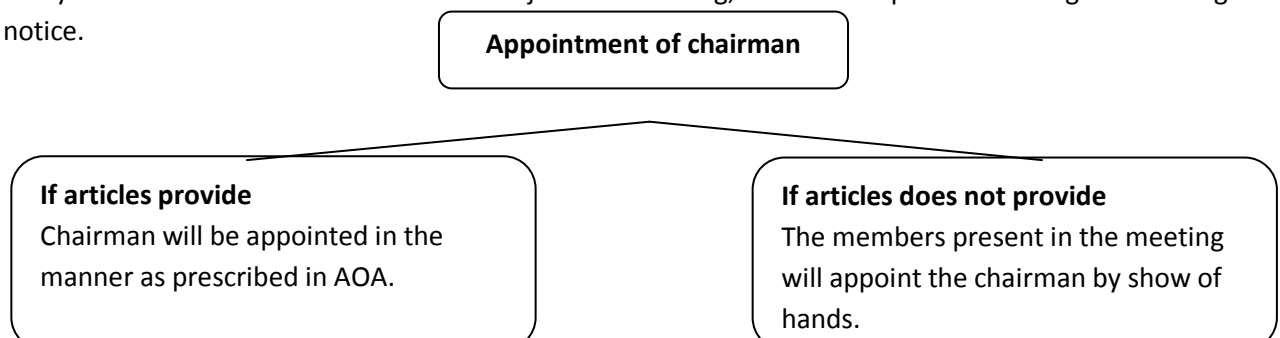 notice.
Appointment of chairman
If articles provide
Chairman will be appointed in the
manner as prescribed in AOA.
If articles does not provide
The members present in the meeting
will appoint the chairman by show of
hands.